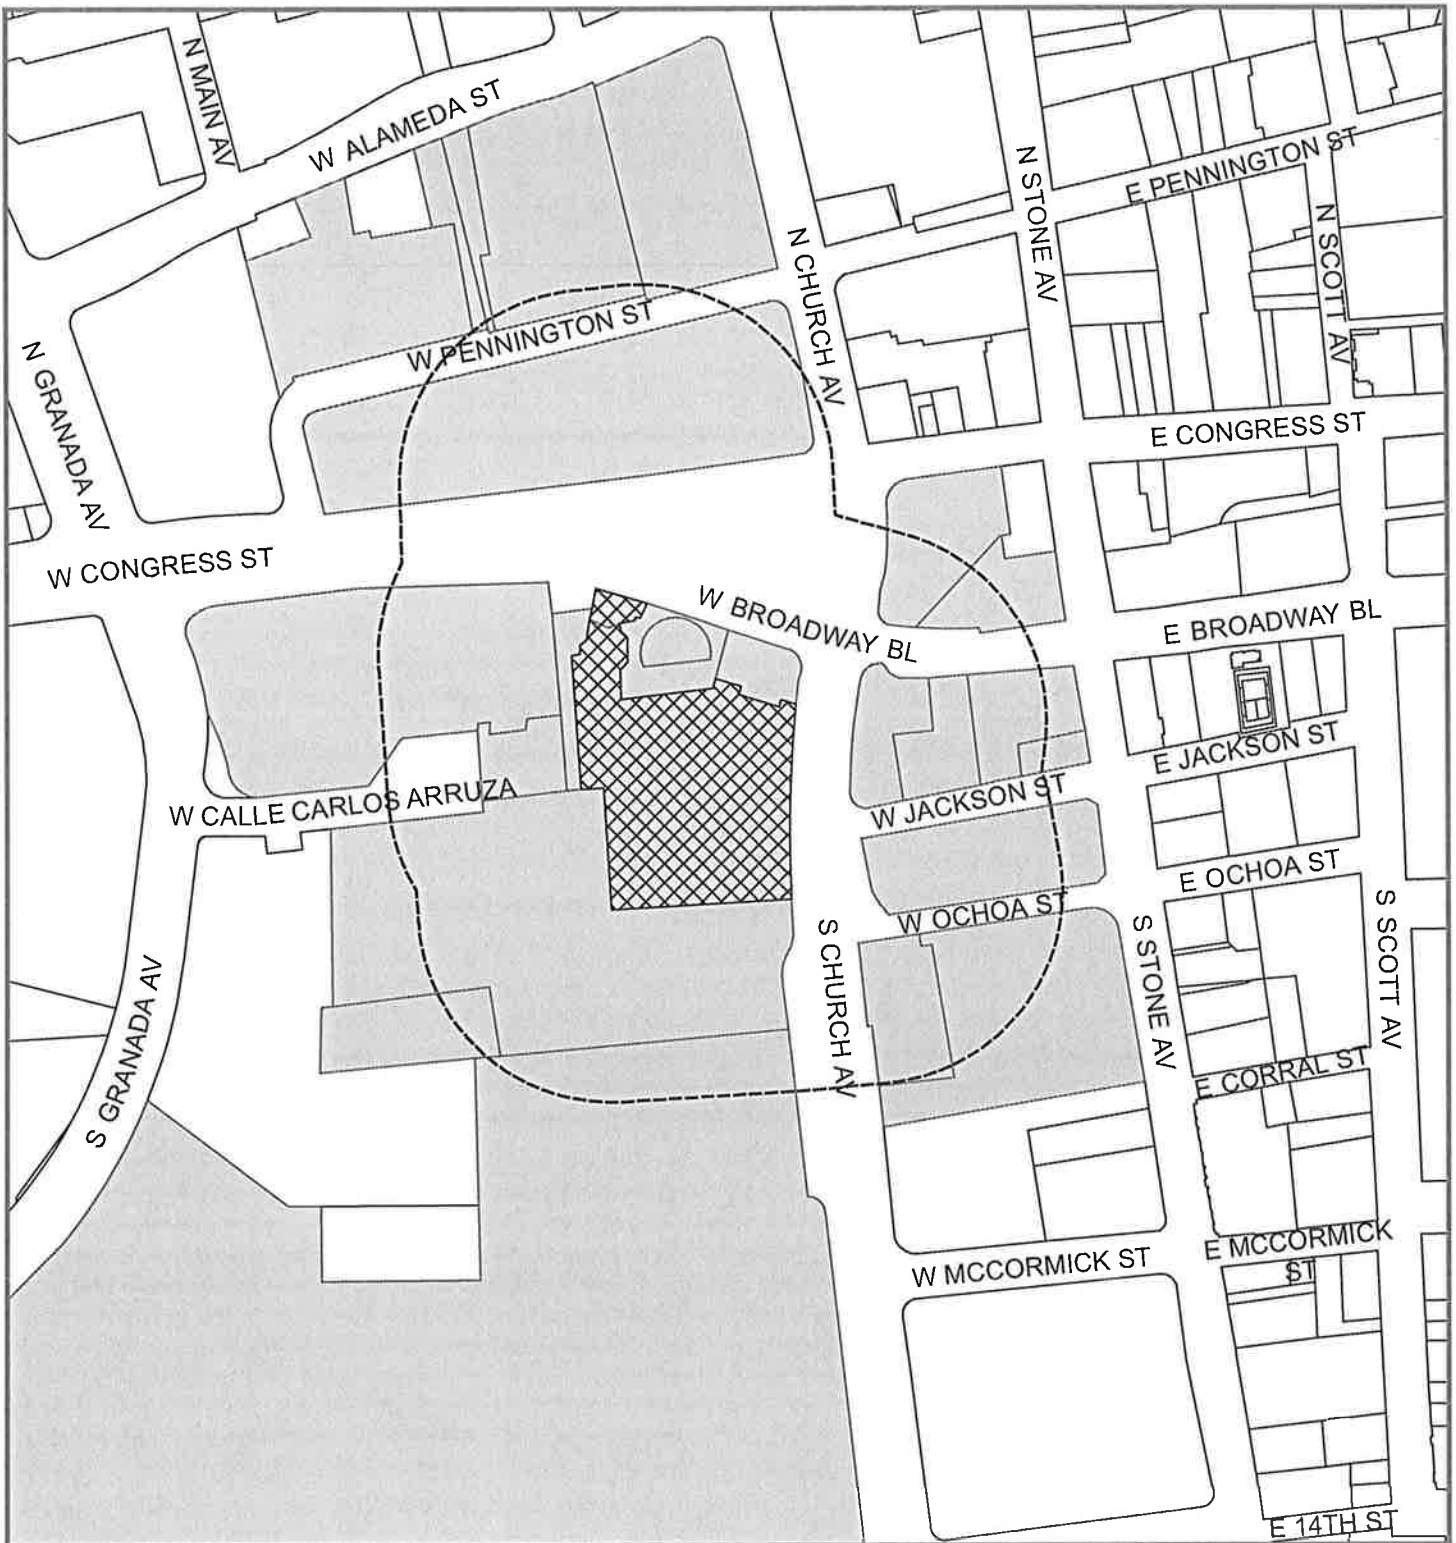 N MAIN AV
W ALAMEDA ST
N STONE AV
E PENNINGTON ST
N SCOTT AV
N CHURCH AV
W PENNINGTON ST
N GRANADA AV
E CONGRESS ST
W CONGRESS ST
W BROADWAY BL
E BROADWAY BL
E JACKSON ST
W CALLE CARLOS ARRUZA
W JACKSON ST
E OCHOA ST
W OCHOA ST
S CHURCH AV
S STONE AV
S SCOTT AV
S GRANADA AV
E CORRAL ST
W MCCORMICK ST
E MCCORMICK
ST
E 14TH ST